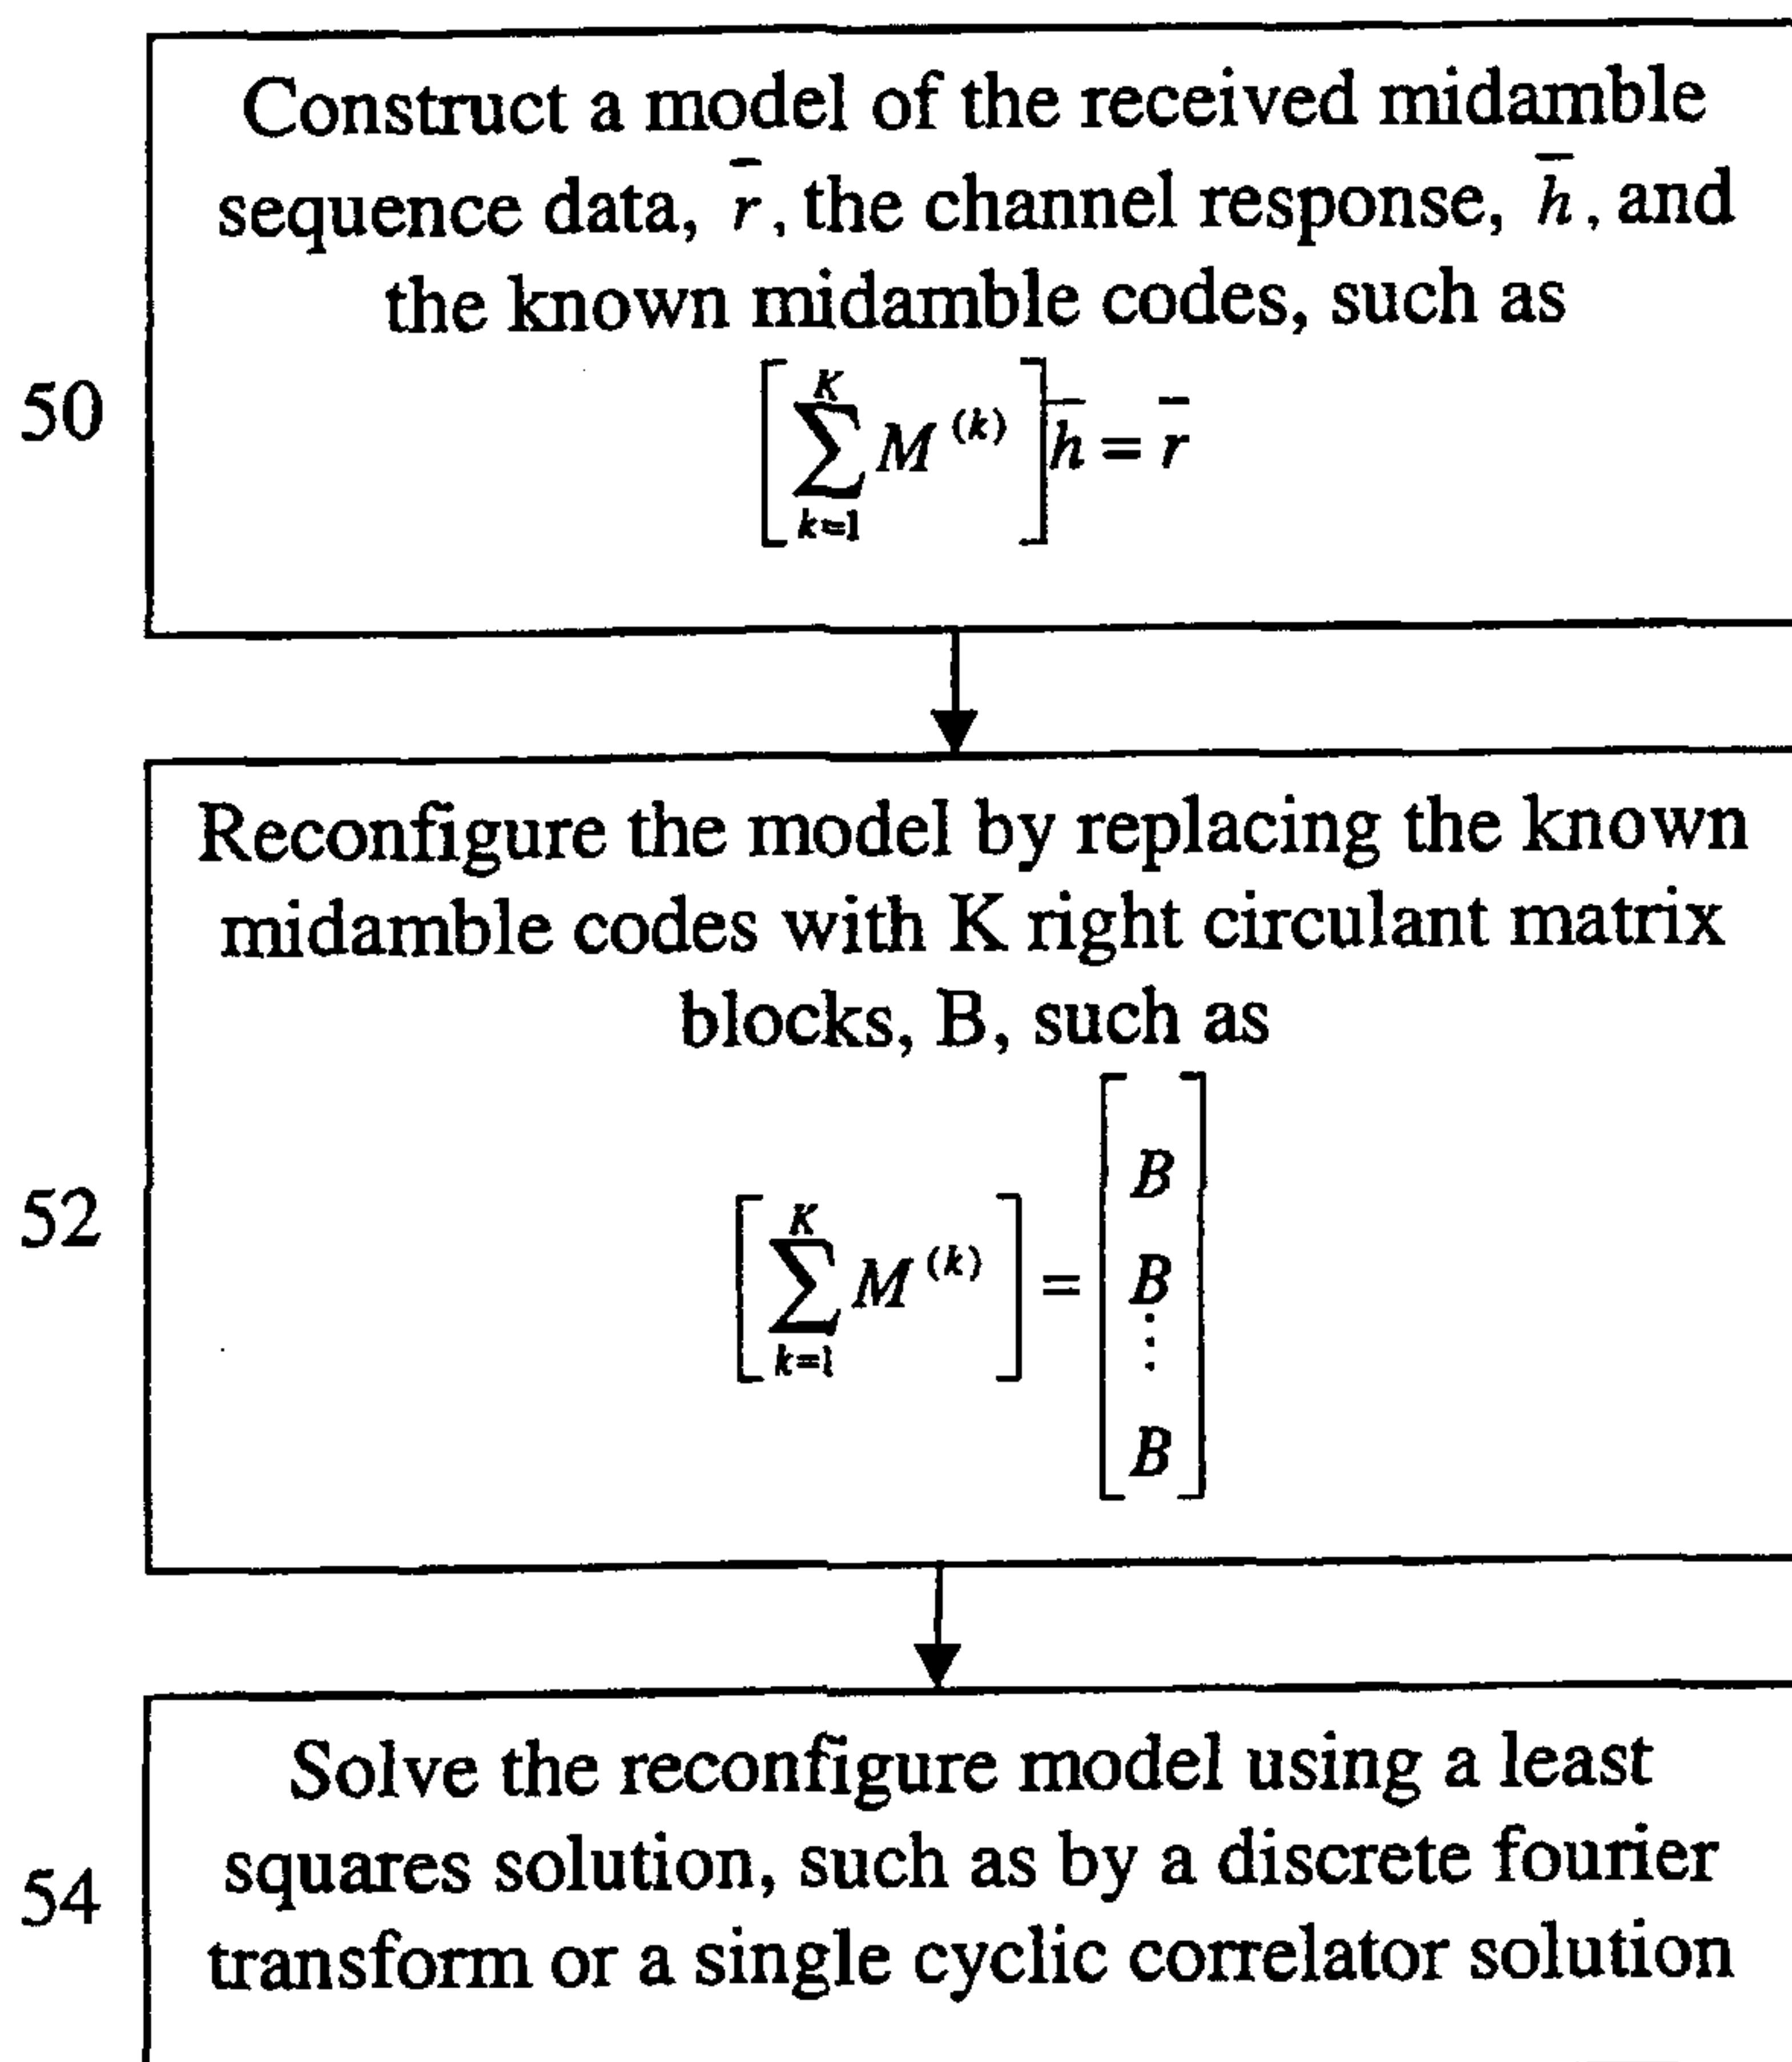 Construct a model of the received midamble
sequence data, r̄, the channel response, h̄, and
the known midamble codes, such as
50
[∑_{k=1}^{K} M^{(k)}] h̄ = r̄
Reconfigure the model by replacing the known
midamble codes with K right circulant matrix
blocks, B, such as
52
[∑_{k=1}^{K} M^{(k)}] = [B B ⋮ B]
Solve the reconfigure model using a least
squares solution, such as by a discrete fourier
54
transform or a single cyclic correlator solution